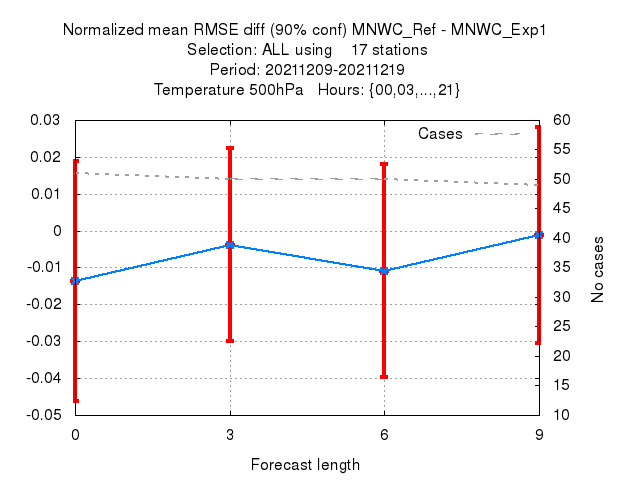 Normalized mean RMSE diff (90% conf) MNWC_Ref - MNWC_Exp1
Selection: ALL using 17 stations
Period: 20211209-20211219
Temperature 500hPa Hours: {00,03,...,21}
Cases
0.03
0.02
0.01
0
-0.01
-0.02
-0.03
-0.04
-0.05
60
55
50
45
40
35
30
25
20
15
10
No cases
0 3 6 9
Forecast length